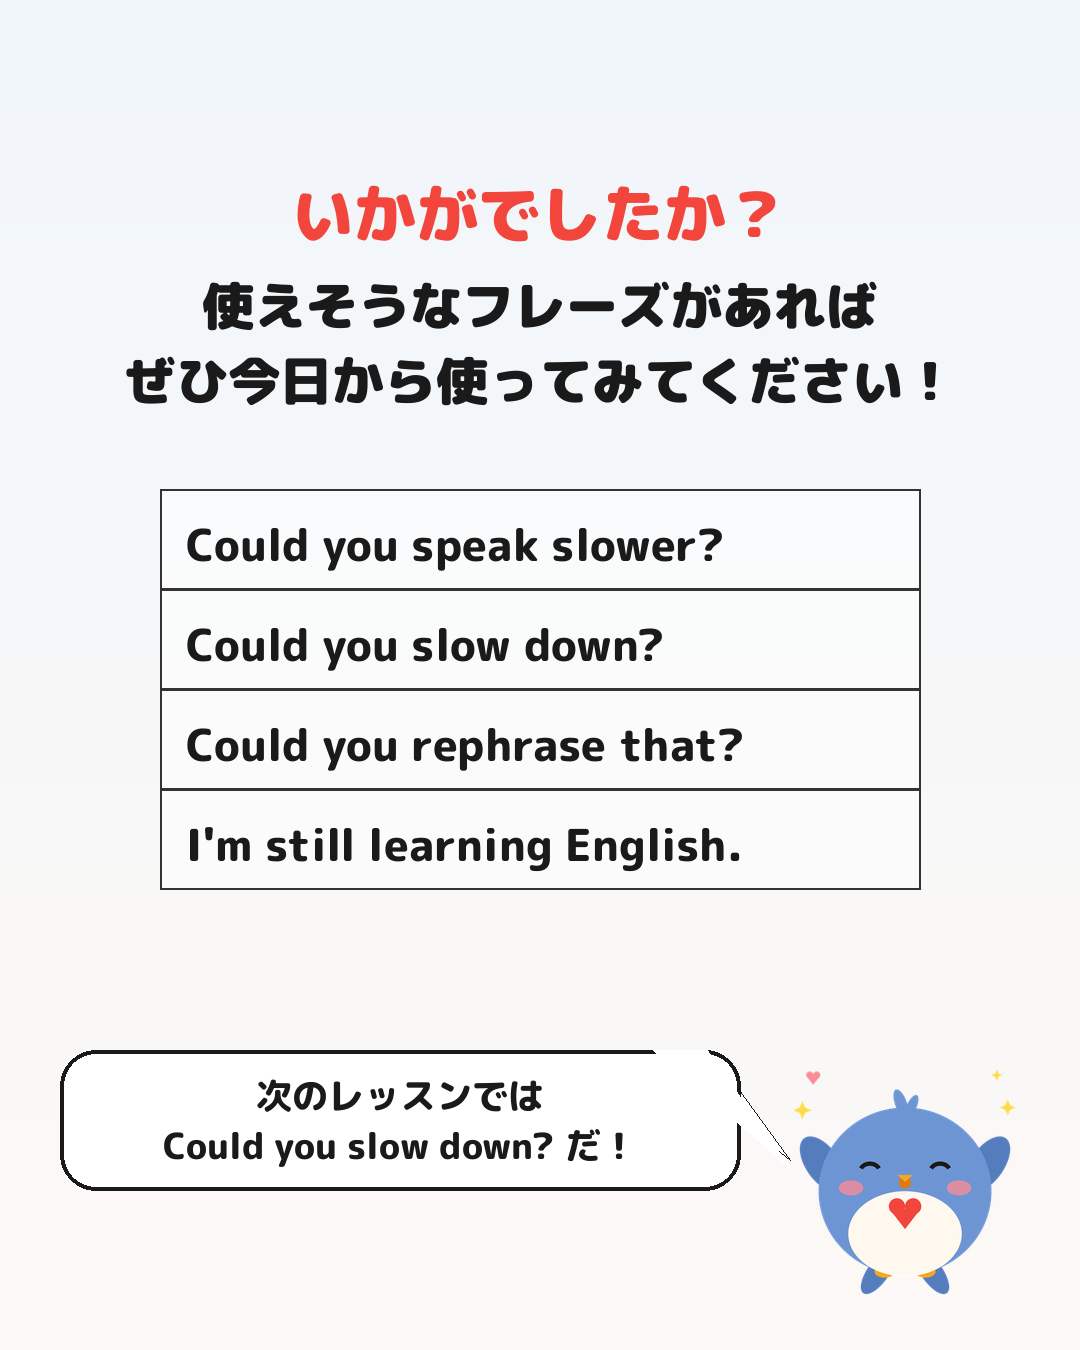 いかがでしたか？
使えそうなフレーズがあれば
ぜひ今日から使ってみてください！
Could you speak slower?
Could you slow down?
Could you rephrase that?
I'm still learning English.
次のレッスンでは
Could you slow down? だ！